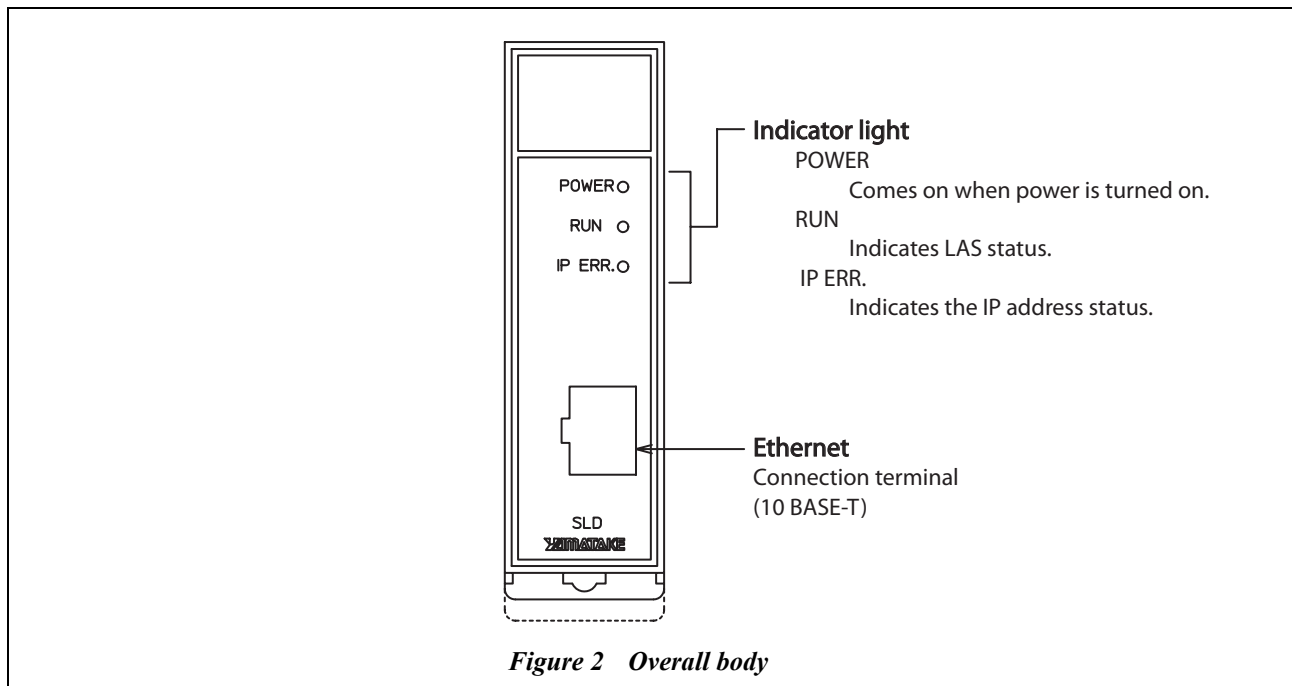 POWER
RUN
IP ERR.
SLD
YAMATAKE
Indicator light
POWER
Comes on when power is turned on.
RUN
Indicates LAS status.
IP ERR.
Indicates the IP address status.
Ethernet
Connection terminal
(10 BASE-T)
Figure 2 Overall body